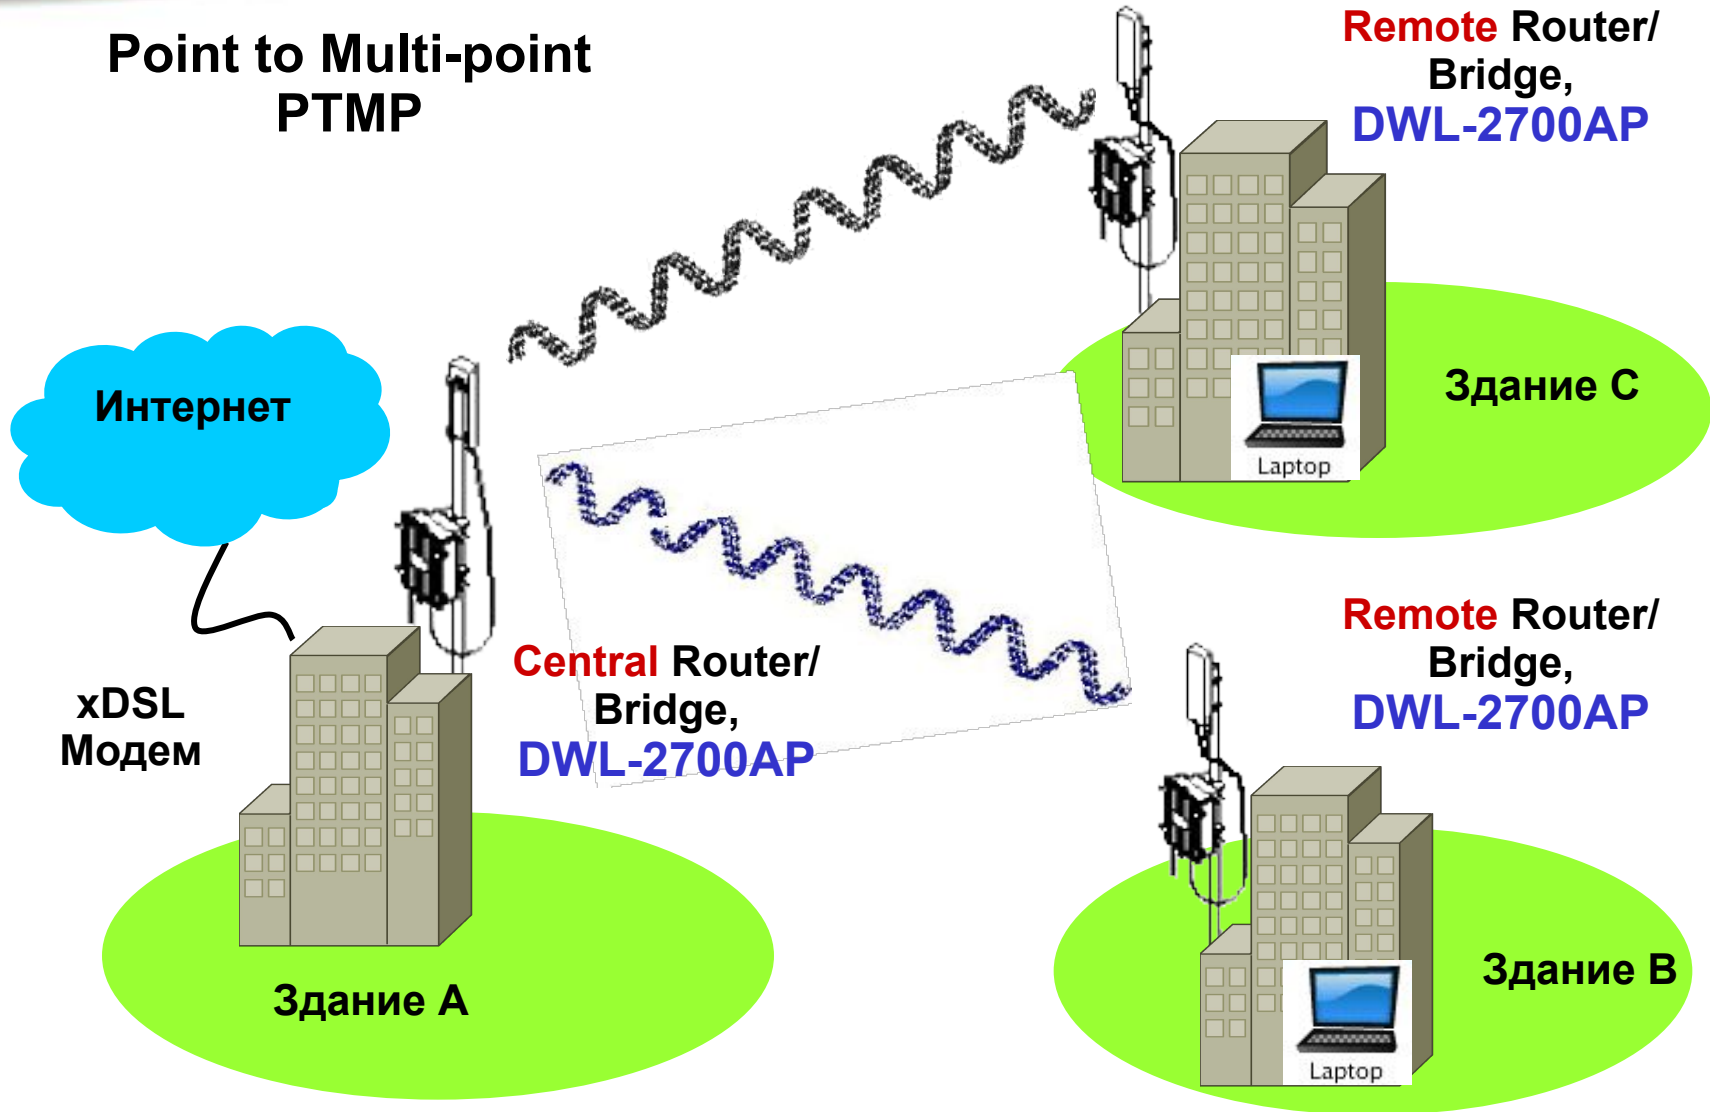 Point to Multi-point
PTMP
Remote Router/
Bridge,
DWL-2700AP
Интернет
Здание С
Laptop
Central Router/
Bridge,
DWL-2700AP
xDSL
Модем
Remote Router/
Bridge,
DWL-2700AP
Здание А
Здание В
Laptop